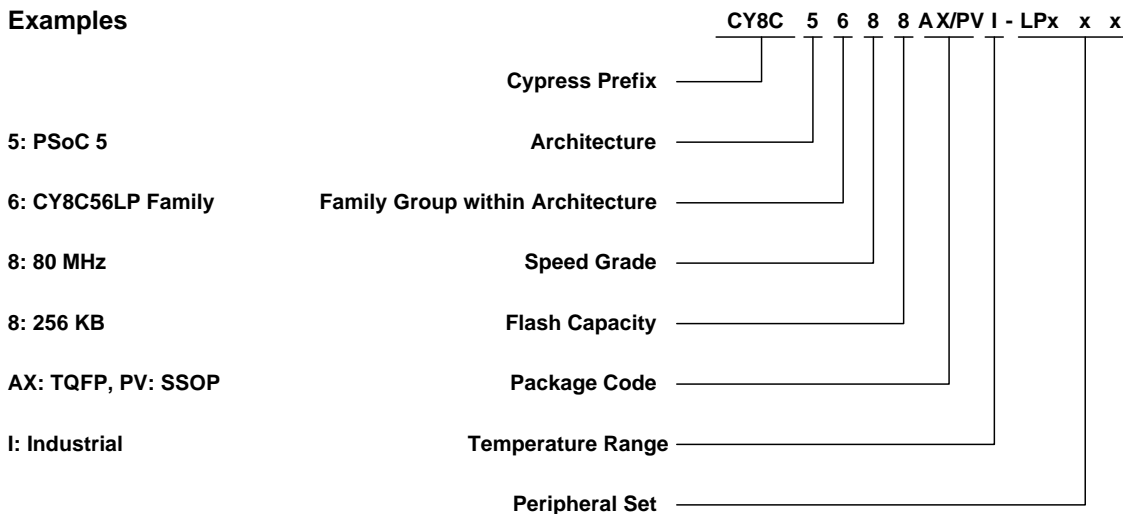 Examples CY8C 5 6 8 8 AX/PV I - LPx x x
Cypress Prefix
5: PSoC 5 Architecture
6: CY8C56LP Family Family Group within Architecture
8: 80 MHz Speed Grade
8: 256 KB Flash Capacity
AX: TQFP, PV: SSOP Package Code
I: Industrial Temperature Range
Peripheral Set